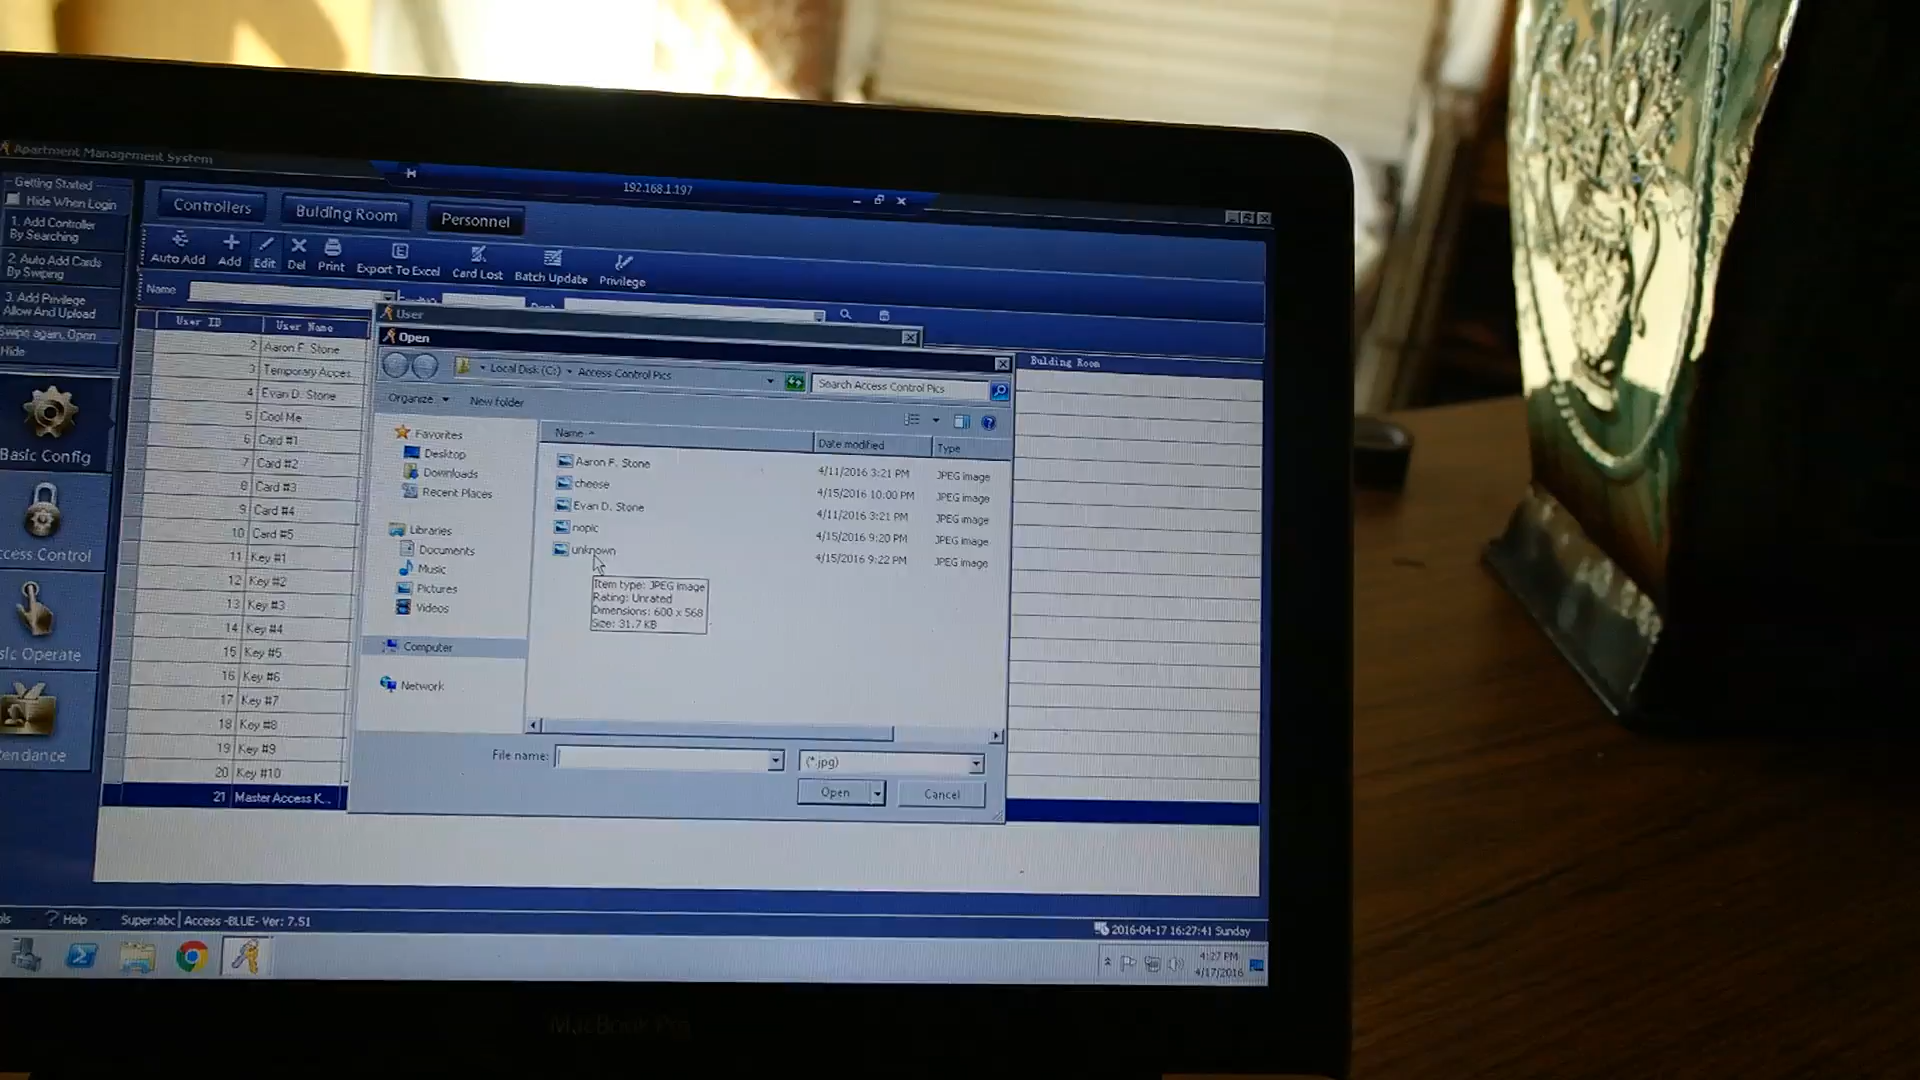 Apartment Management System
192.168.1.197
Getting Started
Hide When Login
1. Add Controller
By Searching
2. Auto Add Cards
By Swiping
3. Add Privilege
Allow And Upload
Swipe again, Open
Hide
Basic Config
ccess Control
sic Operate
tendance
Controllers
Bulding Room
Personnel
Auto Add
Add
Edit
Del
Print
Export To Excel
Card Lost
Batch Update
Privilege
Name
User ID
User Name
Bulding Room
2 Aaron F. Stone
3 Temporary Acces
4 Evan D. Stone
5 Cool Me
6 Card #1
7 Card #2
8 Card #3
9 Card #4
10 Card #5
11 Key #1
12 Key #2
13 Key #3
14 Key #4
15 Key #5
16 Key #6
17 Key #7
18 Key #8
19 Key #9
20 Key #10
21 Master Access K...
User
Open
Local Disk (C:)
Access Control Pics
Search Access Control Pics
Organize
New folder
Favorites
Desktop
Downloads
Recent Places
Libraries
Documents
Music
Pictures
Videos
Computer
Network
Name
Date modified
Type
Aaron F. Stone 4/11/2016 3:21 PM JPEG image
cheese 4/15/2016 10:00 PM JPEG image
Evan D. Stone 4/11/2016 3:21 PM JPEG image
nopic 4/15/2016 9:20 PM JPEG image
unknown 4/15/2016 9:22 PM JPEG image
Item type: JPEG image
Rating: Unrated
Dimensions: 600 x 568
Size: 31.7 KB
File name:
(*.jpg)
Open
Cancel
ols
? Help
Super:abc
Access -BLUE- Ver: 7.51
2016-04-17 16:27:41 Sunday
4:27 PM
4/17/2016
MacBook Pro